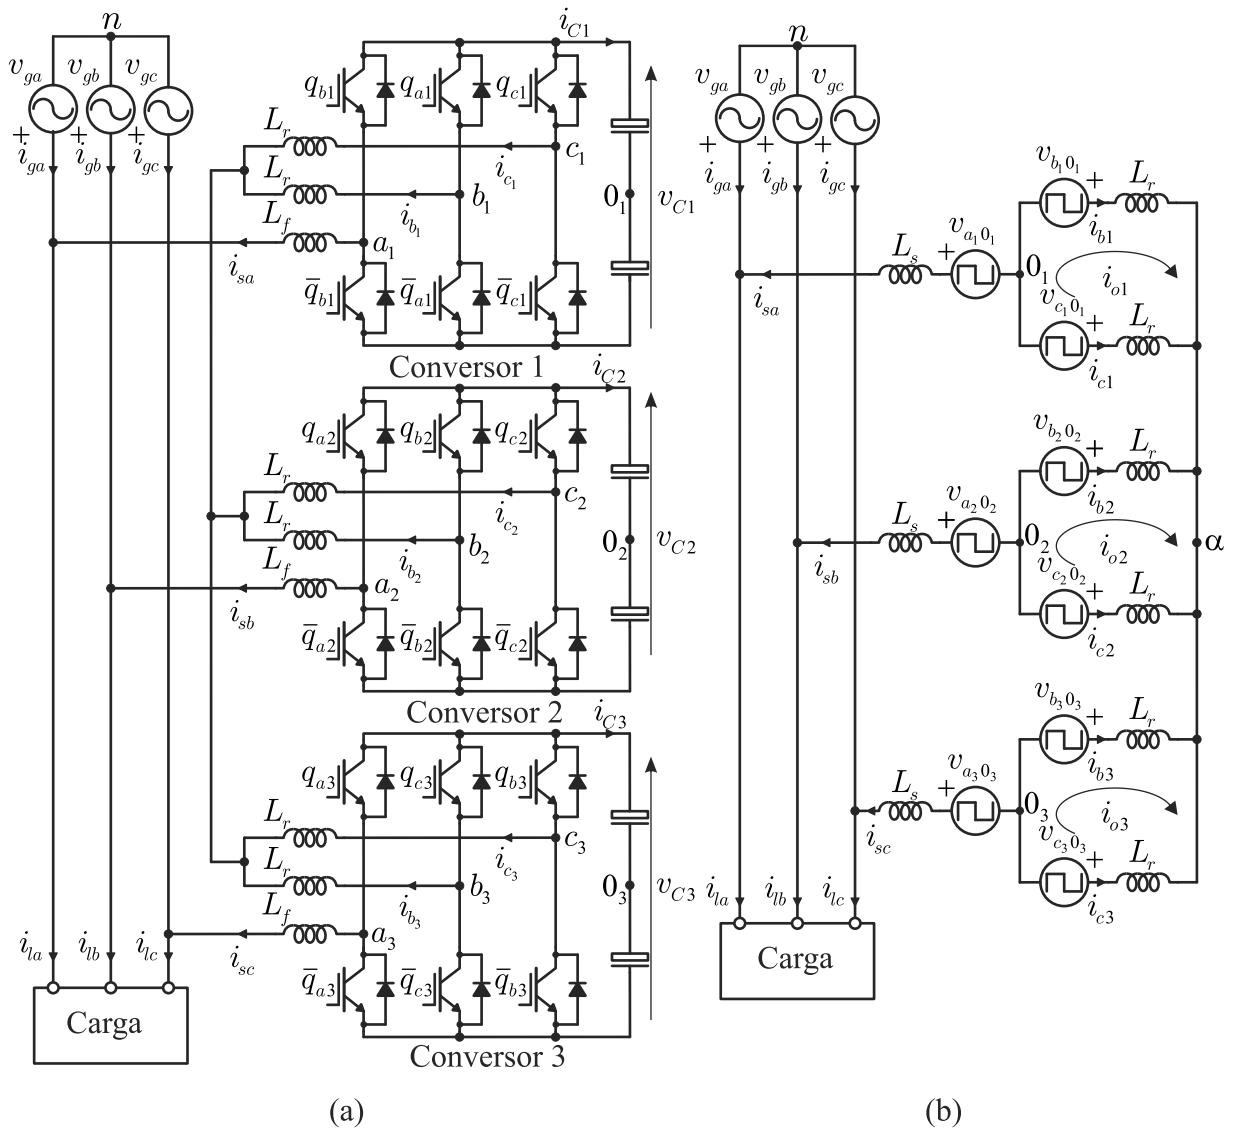 n
v_ga v_gb v_gc
+ + +
i_ga i_gb i_gc
i_C1
q_b1 q_a1 q_c1
L_r
i_c1 c_1
L_r
i_b1 b_1 0_1 v_C1
L_f
i_sa a_1
q̅_b1 q̅_a1 q̅_c1
Conversor 1
i_C2
q_a2 q_b2 q_c2
L_r
i_c2 c_2
L_r
i_b2 b_2 0_2 v_C2
L_f
i_sb a_2
q̅_a2 q̅_b2 q̅_c2
Conversor 2
i_C3
q_a3 q_c3 q_b3
L_r
i_c3 c_3
L_r
i_b3 b_3 0_3 v_C3
L_f
i_sc a_3
i_la i_lb i_lc
q̅_a3 q̅_c3 q̅_b3
Carga
Conversor 3
(a)
n
v_ga v_gb v_gc
+ + +
i_ga i_gb i_gc
v_b1 0_1 + L_r
i_b1
L_s + v_a1 0_1
i_sa 0_1 i_o1
v_c1 0_1 + L_r
i_c1
v_b2 0_2 + L_r
i_b2
L_s + v_a2 0_2
i_sb 0_2 i_o2 α
v_c2 0_2 + L_r
i_c2
v_b3 0_3 + L_r
i_b3
L_s + v_a3 0_3
i_sc 0_3 i_o3
v_c3 0_3 + L_r
i_c3
i_la i_lb i_lc
Carga
(b)